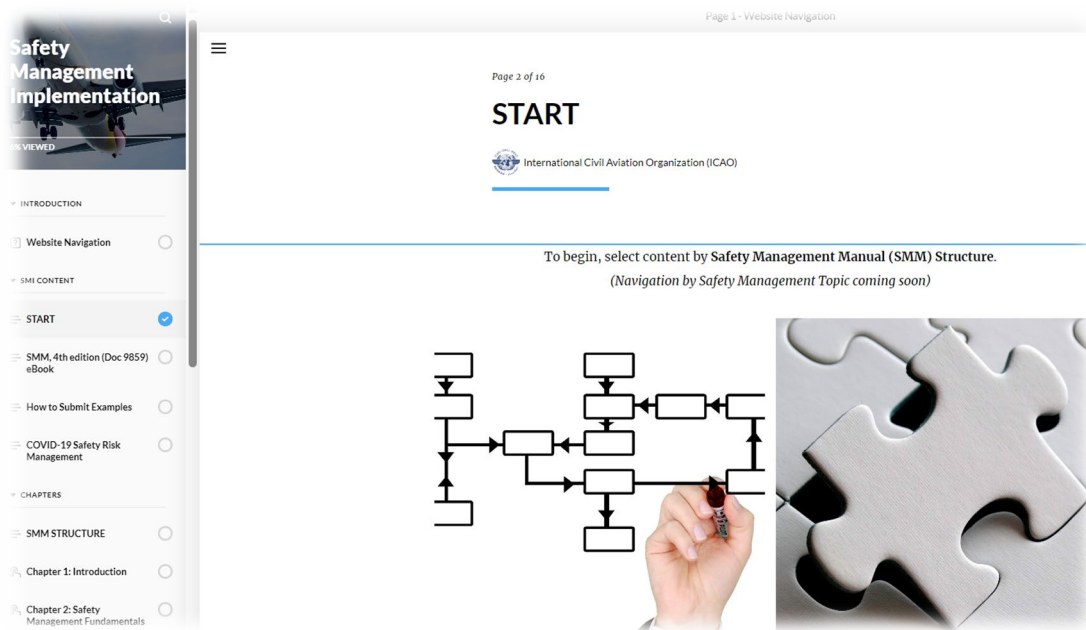 Safety
Management
Implementation
% VIEWED
INTRODUCTION
Website Navigation
SMI CONTENT
START
SMM, 4th edition (Doc 9859)
eBook
How to Submit Examples
COVID-19 Safety Risk
Management
CHAPTERS
SMM STRUCTURE
Chapter 1: Introduction
Chapter 2: Safety
Management Fundamentals
Page 1 - Website Navigation
Page 2 of 16
START
International Civil Aviation Organization (ICAO)
To begin, select content by Safety Management Manual (SMM) Structure.
(Navigation by Safety Management Topic coming soon)